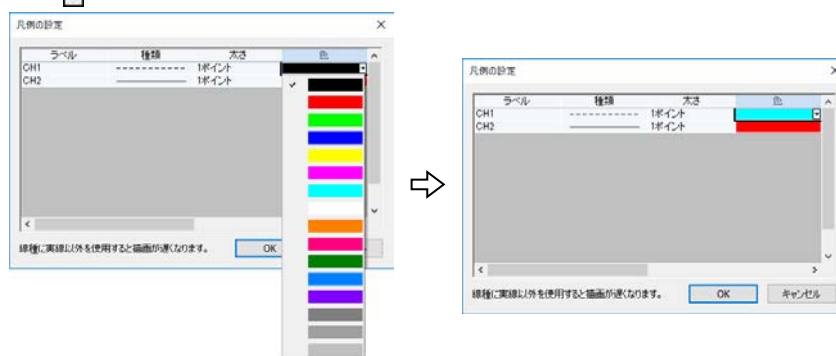 凡例の設定
ラベル 種類 太さ 色
CH1 1ポイント
CH2 1ポイント
線種に実線以外を使用すると描画が遅くなります。 OK
凡例の設定
ラベル 種類 太さ 色
CH1 1ポイント
CH2 1ポイント
線種に実線以外を使用すると描画が遅くなります。 OK キャンセル